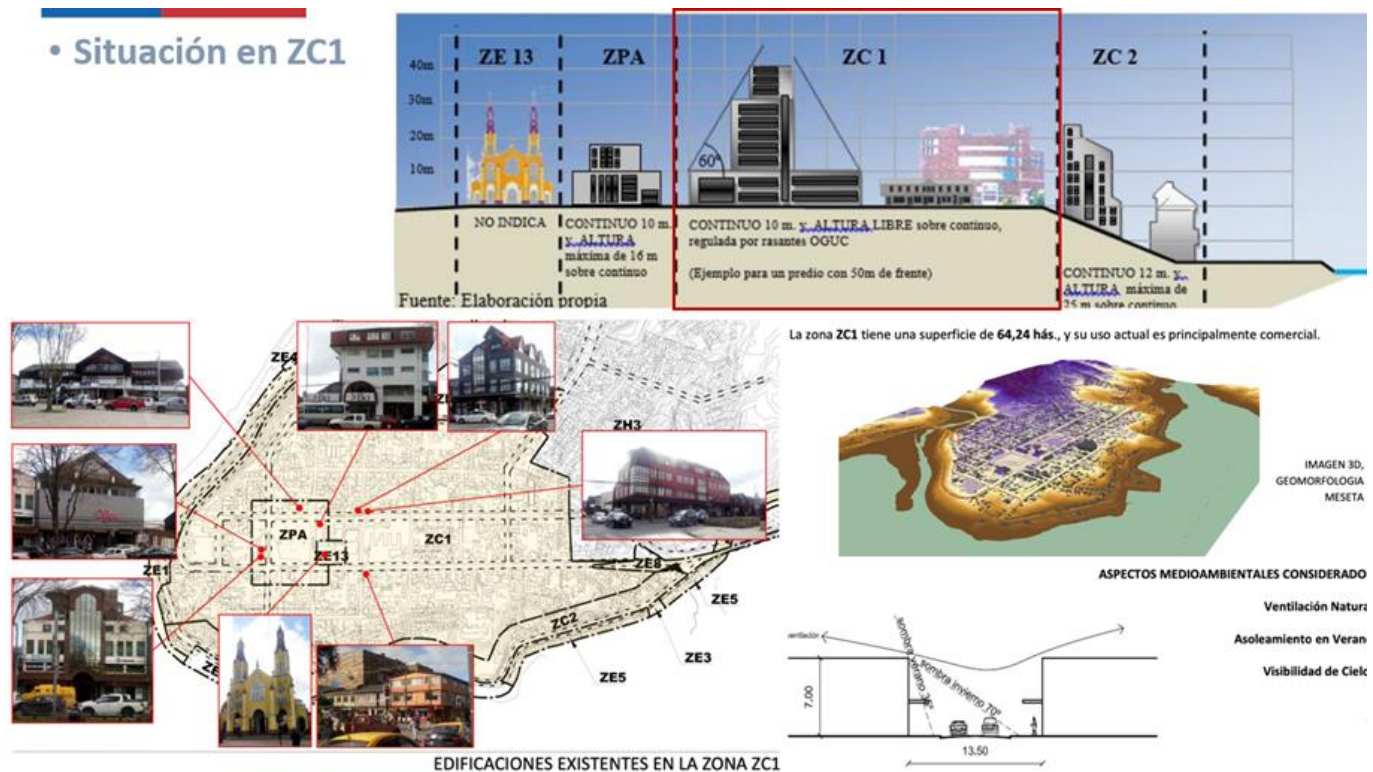 • Situación en ZC1
ZE 13
ZPA
ZC 1
ZC 2
40m
30m
20m
10m
60º
NO INDICA
CONTINUO 10 m.
y ALTURA
máxima de 16 m
sobre continuo
CONTINUO 10 m. y ALTURA LIBRE sobre continuo,
regulada por rasantes OGUC
(Ejemplo para un predio con 50m de frente)
CONTINUO 12 m. y
ALTURA máxima de
25 m sobre continuo
Fuente: Elaboración propia
La zona ZC1 tiene una superficie de 64,24 hás., y su uso actual es principalmente comercial.
ZE4
ZH3
ZPA
ZE13
ZC1
ZE1
ZE8
ZE5
ZC2
ZE3
ZE5
IMAGEN 3D,
GEOMORFOLOGIA
MESETA
ASPECTOS MEDIOAMBIENTALES CONSIDERADO
Ventilación Natura
Asoleamiento en Veran
Visibilidad de Cielo
ventilación
sombra verano 36º
sombra invierno 70º
7.00
13.50
EDIFICACIONES EXISTENTES EN LA ZONA ZC1